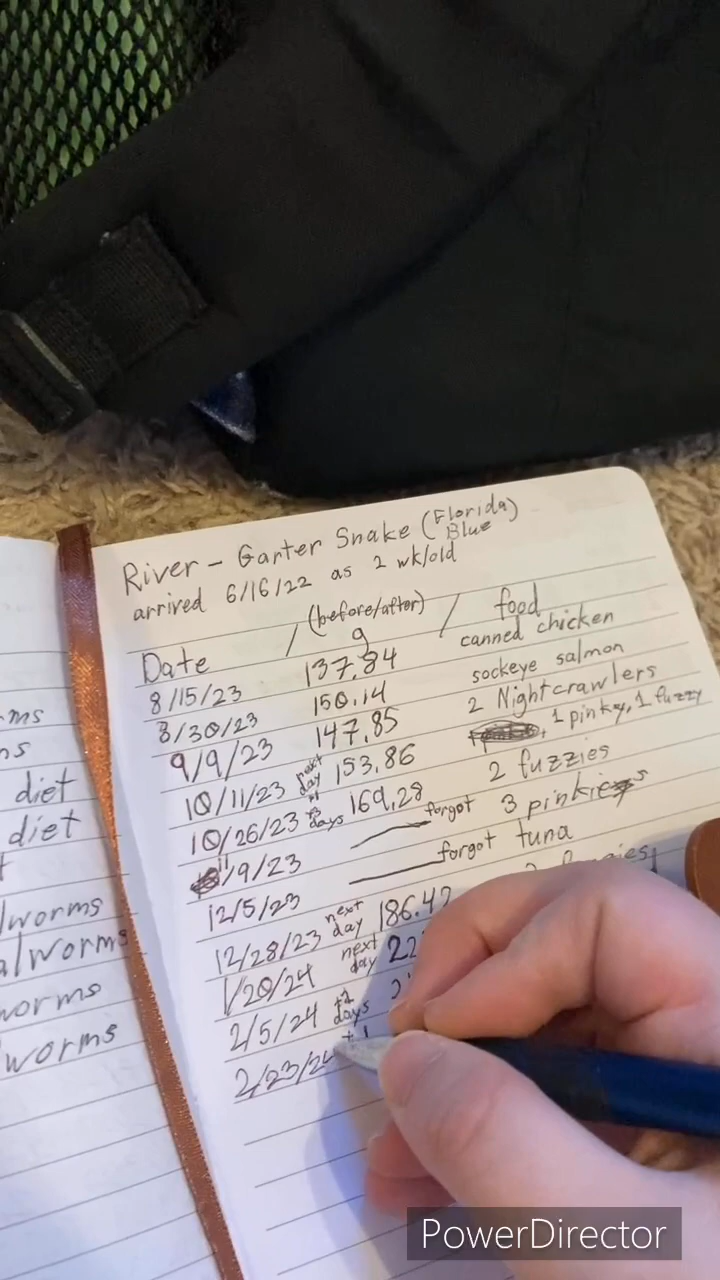 River - Garter Snake (Florida Blue)
arrived 6/16/22 as 2 wk/old
Date / (before/after) g / food
8/15/23 137.84 canned chicken
8/30/23 150.14 sockeye salmon
9/9/23 147.85 2 Nightcrawlers
10/11/23 next day 153.86 1 pinky, 1 fuzzy
10/26/23 days 169.28 2 fuzzies
11/9/23 forgot 3 pinkies
12/5/23 forgot tuna
12/28/23 next day 186.42
1/20/24 next day 22
2/5/24 +2 days
2/23/24
ms
ns
diet
diet
worms
alworms
worms
worms
PowerDirector